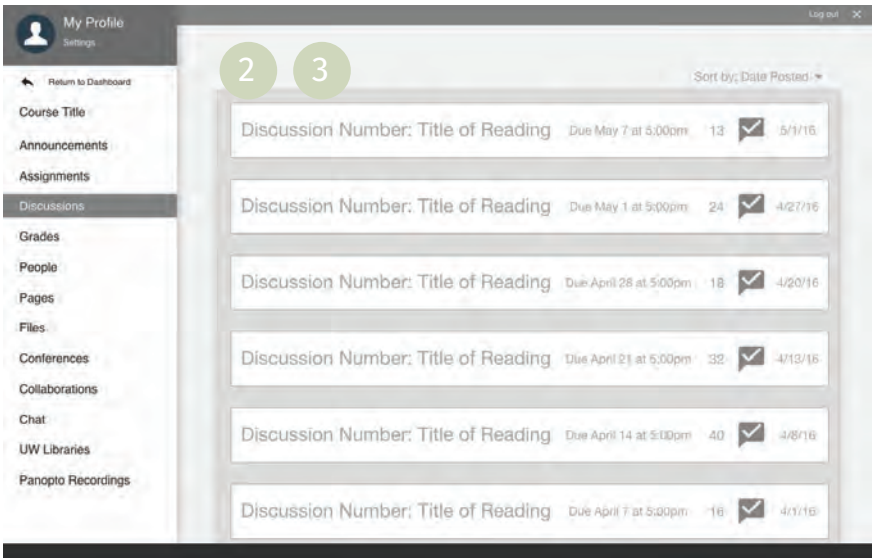 My Profile
Settings
Log out ✕
Return to Dashboard
Course Title
Announcements
Assignments
Discussions
Grades
People
Pages
Files
Conferences
Collaborations
Chat
UW Libraries
Panopto Recordings
2 3
Sort by: Date Posted
Discussion Number: Title of Reading Due May 7 at 5:00pm 13 5/1/16
Discussion Number: Title of Reading Due May 1 at 5:00pm 24 4/27/16
Discussion Number: Title of Reading Due April 28 at 5:00pm 18 4/20/16
Discussion Number: Title of Reading Due April 21 at 5:00pm 32 4/13/16
Discussion Number: Title of Reading Due April 14 at 5:00pm 40 4/8/16
Discussion Number: Title of Reading Due April 7 at 5:00pm 16 4/1/16